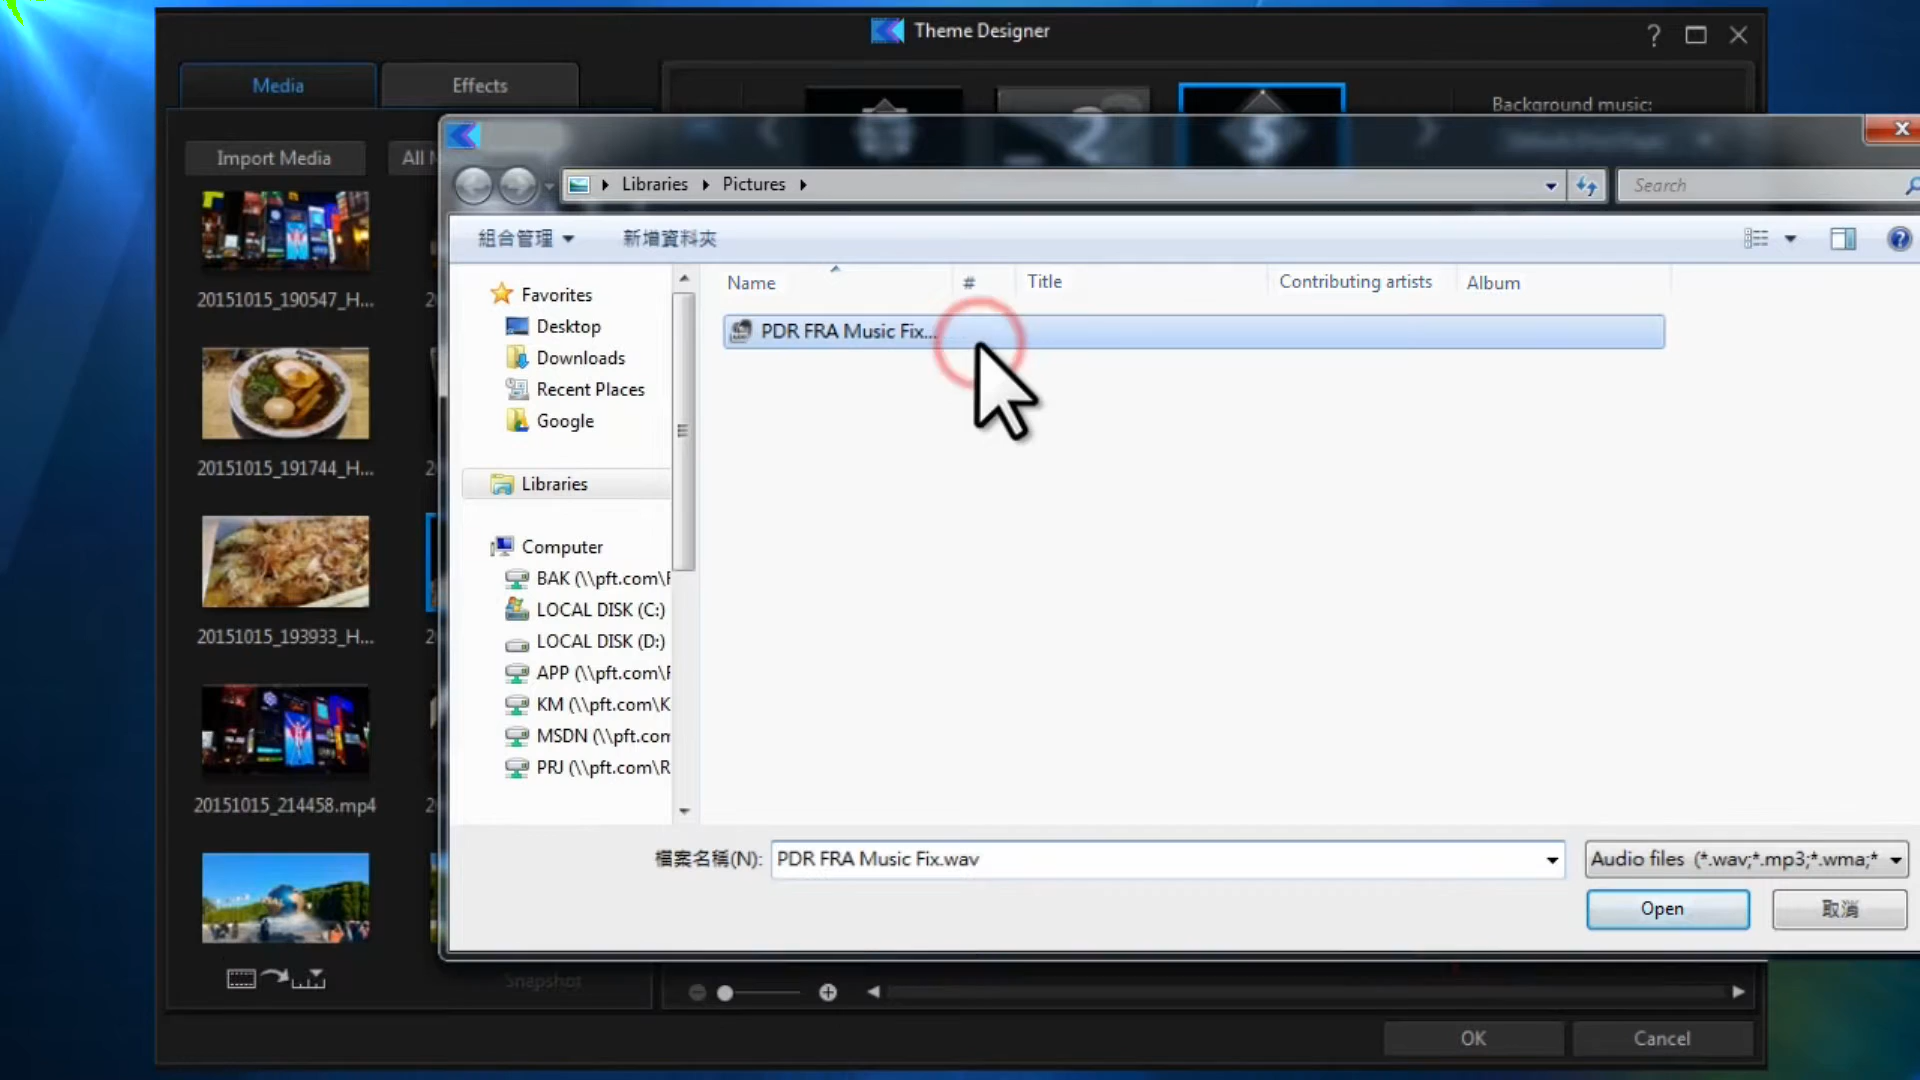 Theme Designer
?
Media
Effects
2
5
Background music:
Import Media
All
Libraries
Pictures
Search
組合管理
新增資料夾
Name
#
Title
Contributing artists
Album
PDR FRA Music Fix...
Favorites
Desktop
Downloads
Recent Places
Google
Libraries
Computer
BAK (\\pft.com\
LOCAL DISK (C:)
LOCAL DISK (D:)
APP (\\pft.com\
KM (\\pft.com\K
MSDN (\\pft.com
PRJ (\\pft.com\R
20151015_190547_H...
20151015_191744_H...
20151015_193933_H...
20151015_214458.mp4
檔案名稱(N):
PDR FRA Music Fix.wav
Audio files (*.wav;*.mp3;*.wma;*
Open
取消
Snapshot
OK
Cancel